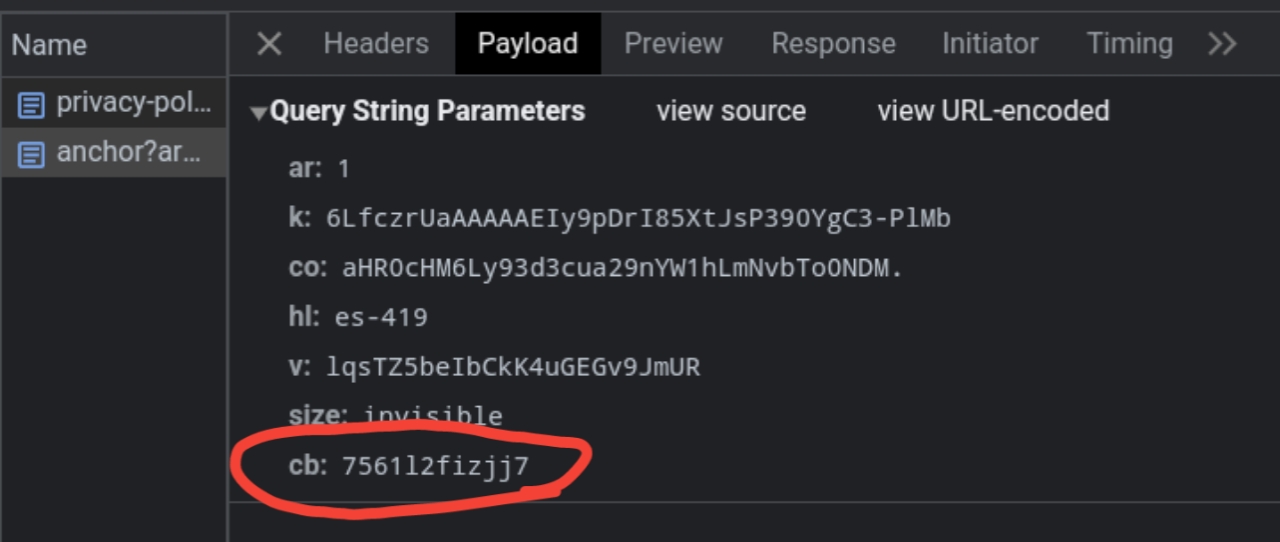 Name
Headers Payload Preview Response Initiator Timing
privacy-pol...
anchor?ar...
Query String Parameters view source view URL-encoded
ar: 1
k: 6LfczrUaAAAAAEIy9pDrI85XtJsP39OYgC3-PlMb
co: aHR0cHM6Ly93d3cua29nYW1hLmNvbTo0NDM.
hl: es-419
v: lqsTZ5beIbCkK4uGEGv9JmUR
size: invisible
cb: 7561l2fizjj7